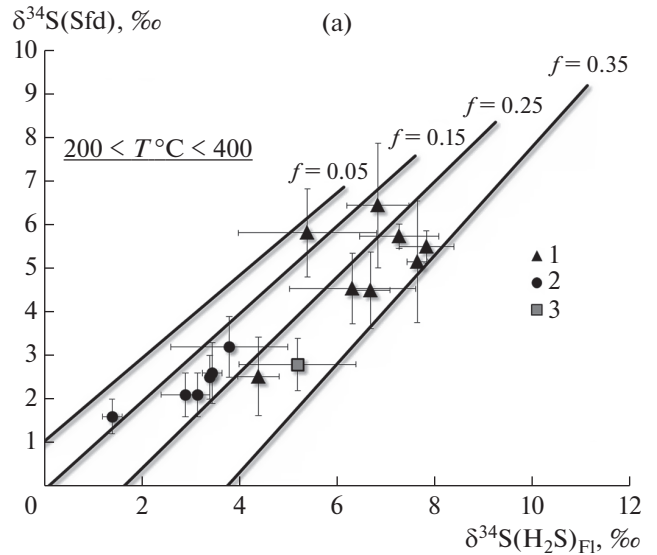 δ³⁴S(Sfd), ‰
(a)
10
9
8
7
6
5
4
3
2
1
0
200 < T °C < 400
f = 0.05
f = 0.15
f = 0.25
f = 0.35
1
2
3
2
4
6
8
10
12
δ³⁴S(H₂S)Fl, ‰